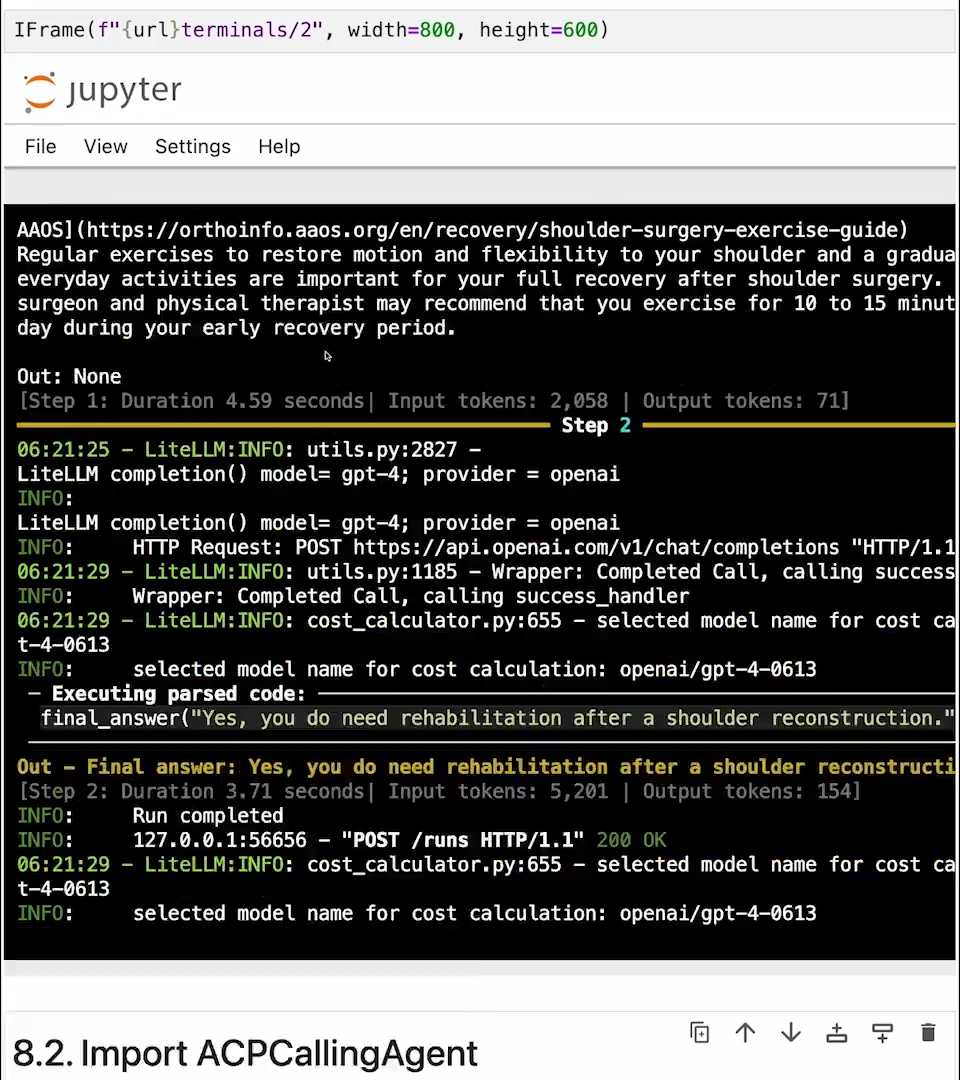 IFrame(f"{url}terminals/2", width=800, height=600)
jupyter
File View Settings Help
AAOS](https://orthoinfo.aaos.org/en/recovery/shoulder-surgery-exercise-guide)
Regular exercises to restore motion and flexibility to your shoulder and a gradua
everyday activities are important for your full recovery after shoulder surgery.
surgeon and physical therapist may recommend that you exercise for 10 to 15 minut
day during your early recovery period.
Out: None
[Step 1: Duration 4.59 seconds| Input tokens: 2,058 | Output tokens: 71]
Step 2
06:21:25 - LiteLLM:INFO: utils.py:2827 -
LiteLLM completion() model= gpt-4; provider = openai
INFO:
LiteLLM completion() model= gpt-4; provider = openai
INFO: HTTP Request: POST https://api.openai.com/v1/chat/completions "HTTP/1.1
06:21:29 - LiteLLM:INFO: utils.py:1185 - Wrapper: Completed Call, calling success
INFO: Wrapper: Completed Call, calling success_handler
06:21:29 - LiteLLM:INFO: cost_calculator.py:655 - selected model name for cost ca
t-4-0613
INFO: selected model name for cost calculation: openai/gpt-4-0613
- Executing parsed code:
final_answer("Yes, you do need rehabilitation after a shoulder reconstruction."
Out - Final answer: Yes, you do need rehabilitation after a shoulder reconstructi
[Step 2: Duration 3.71 seconds| Input tokens: 5,201 | Output tokens: 154]
INFO: Run completed
INFO: 127.0.0.1:56656 - "POST /runs HTTP/1.1" 200 OK
06:21:29 - LiteLLM:INFO: cost_calculator.py:655 - selected model name for cost ca
t-4-0613
INFO: selected model name for cost calculation: openai/gpt-4-0613
8.2. Import ACPCallingAgent